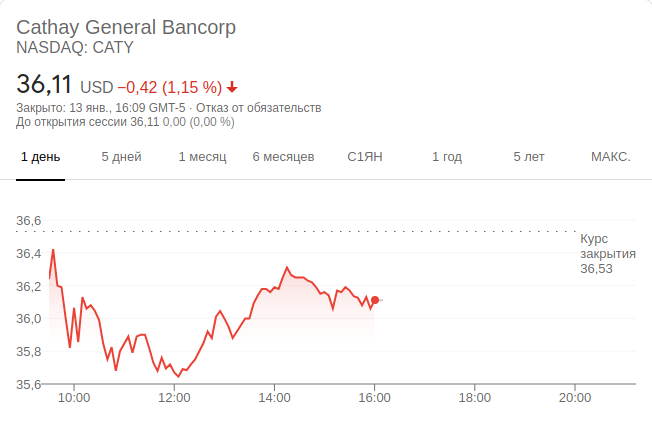 Cathay General Bancorp
NASDAQ: CATY
36,11 USD −0,42 (1,15 %)
Закрыто: 13 янв., 16:09 GMT-5 · Отказ от обязательств
До открытия сессии 36,11 0,00 (0,00 %)
1 день 5 дней 1 месяц 6 месяцев С1ЯН 1 год 5 лет МАКС.
36,6
Курс
закрытия
36,53
36,4
36,2
36,0
35,8
35,6
10:00 12:00 14:00 16:00 18:00 20:00